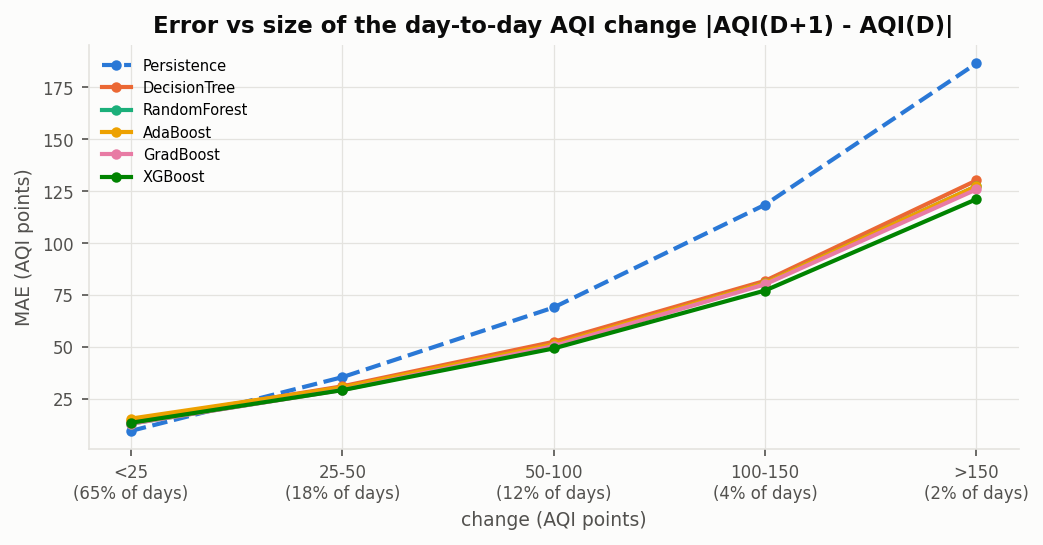 Error vs size of the day-to-day AQI change |AQI(D+1) - AQI(D)|
Persistence
DecisionTree
RandomForest
AdaBoost
GradBoost
XGBoost
175
150
125
100
75
50
25
MAE (AQI points)
<25 25-50 50-100 100-150 >150
(65% of days) (18% of days) (12% of days) (4% of days) (2% of days)
change (AQI points)